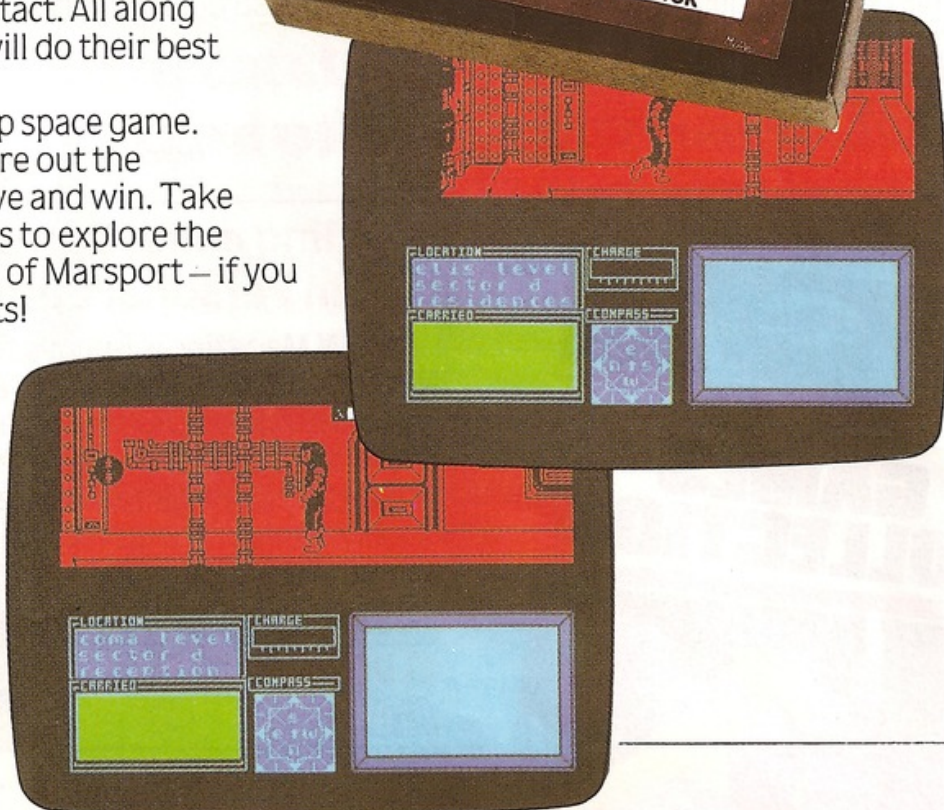 tact. All along
vill do their best
p space game.
re out the
ve and win. Take
s to explore the
of Marsport – if you
ts!
LOCATION
elis level
sector d
residences
CHARGE
CARRIED
COMPASS
e
n t s
w
LOCATION
coma level
sector d
reception
CHARGE
CARRIED
COMPASS
s
e t w
n